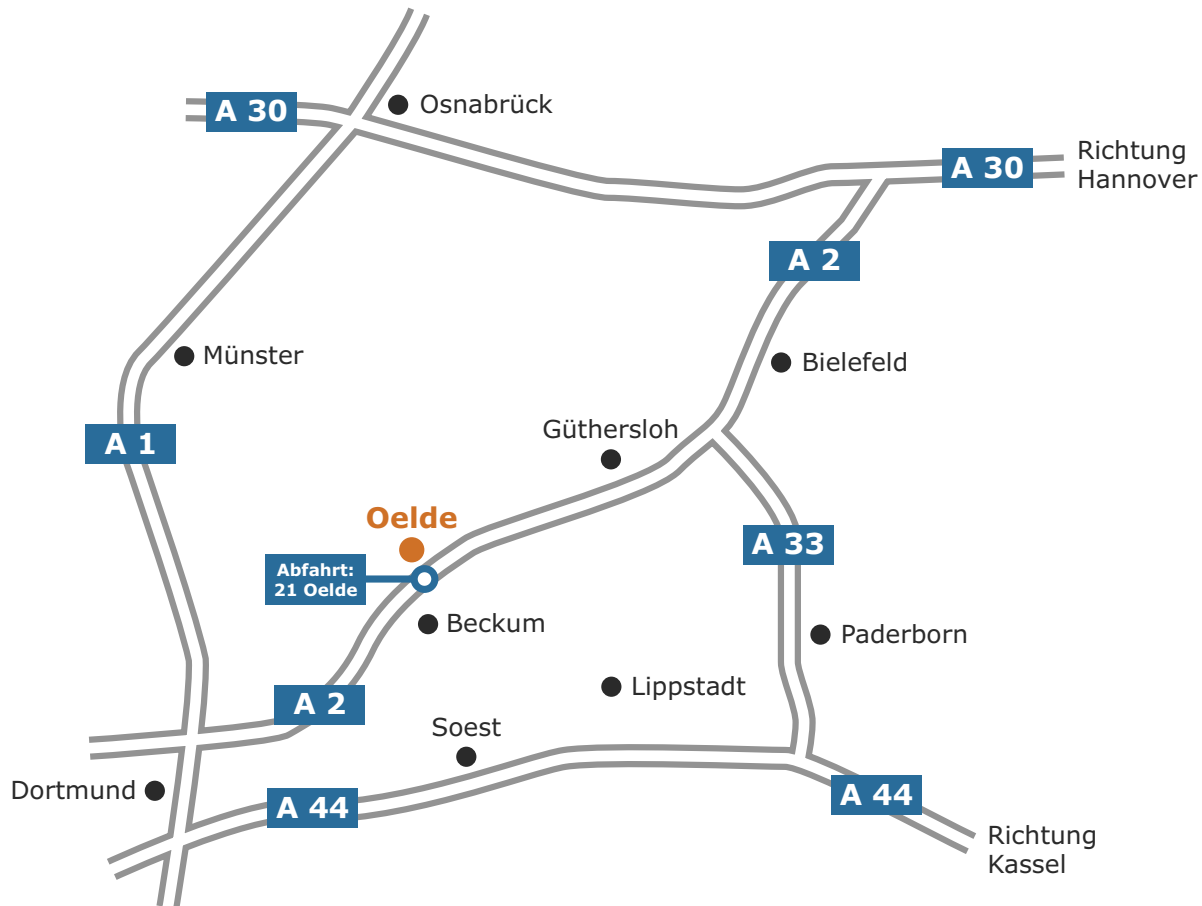 A 30
Osnabrück
A 30
Richtung
Hannover
A 2
Münster
Bielefeld
A 1
Güthersloh
Oelde
A 33
Abfahrt:
21 Oelde
Beckum
Paderborn
Lippstadt
A 2
Soest
Dortmund
A 44
A 44
Richtung
Kassel